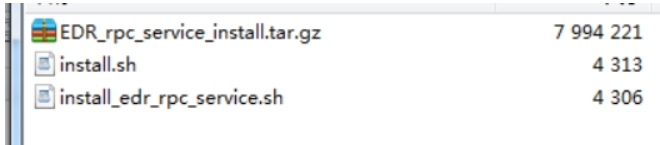 EDR_rpc_service_install.tar.gz 7 994 221
install.sh 4 313
install_edr_rpc_service.sh 4 306